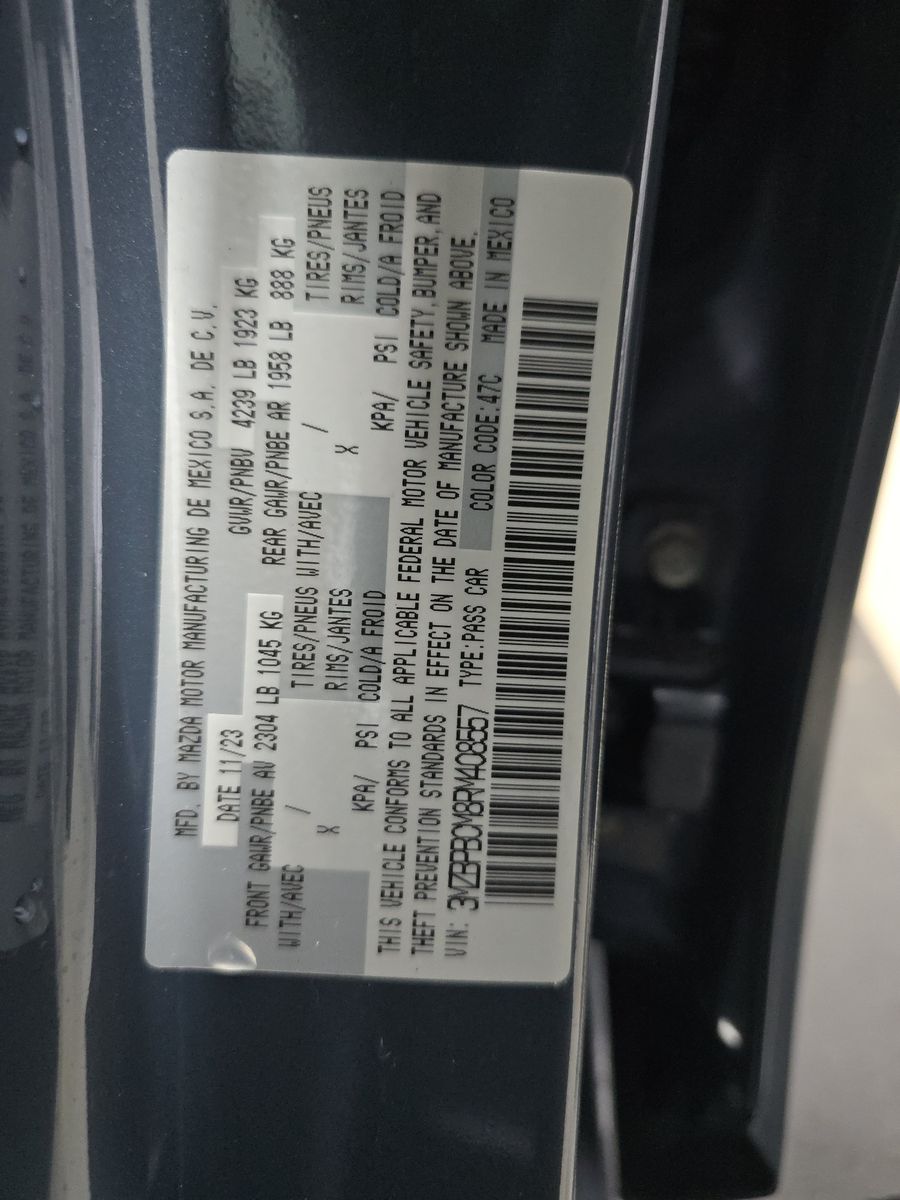 MFD. BY MAZDA MOTOR MANUFACTURING DE MEXICO S.A. DE C.V.
DATE 11/23 GVWR/PNBV 4239 LB 1923 KG
FRONT GAWR/PNBE AV 2304 LB 1045 KG REAR GAWR/PNBE AR 1958 LB 888 KG
WITH/AVEC / TIRES/PNEUS WITH/AVEC / TIRES/PNEUS
X RIMS/JANTES X RIMS/JANTES
KPA/ PSI COLD/A FROID KPA/ PSI COLD/A FROID
THIS VEHICLE CONFORMS TO ALL APPLICABLE FEDERAL MOTOR VEHICLE SAFETY, BUMPER, AND
THEFT PREVENTION STANDARDS IN EFFECT ON THE DATE OF MANUFACTURE SHOWN ABOVE.
VIN: 3MZBPBCM8RM408557 TYPE:PASS CAR COLOR CODE:47C MADE IN MEXICO